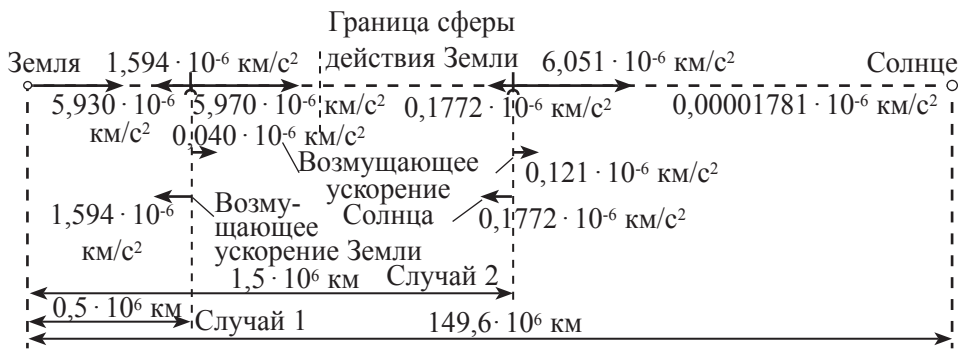 Граница сферы
действия Земли
Земля 1,594 · 10⁻⁶ км/с² 6,051 · 10⁻⁶ км/с² Солнце
5,930 · 10⁻⁶ 5,970 · 10⁻⁶ км/с² 0,1772 · 10⁻⁶ км/с² 0,00001781 · 10⁻⁶ км/с²
км/с² 0,040 · 10⁻⁶ км/с²
Возмущающее
ускорение
Солнца
0,121 · 10⁻⁶ км/с²
1,594 · 10⁻⁶
км/с²
Возму-
щающее
ускорение Земли
0,1772 · 10⁻⁶ км/с²
1,5 · 10⁶ км Случай 2
0,5 · 10⁶ км Случай 1
149,6 · 10⁶ км